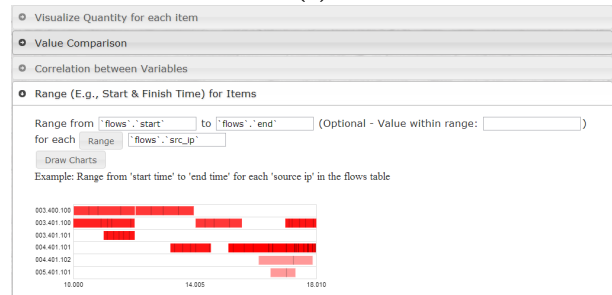 Visualize Quantity for each item
Value Comparison
Correlation between Variables
Range (E.g., Start & Finish Time) for Items
Range from `flows`.`start` to `flows`.`end` (Optional - Value within range: )
for each Range `flows`.`src_ip`
Draw Charts
Example: Range from 'start time' to 'end time' for each 'source ip' in the flows table
003.400.100
003.401.100
003.401.101
004.401.101
004.401.102
005.401.101
10.000 14.005 18.010